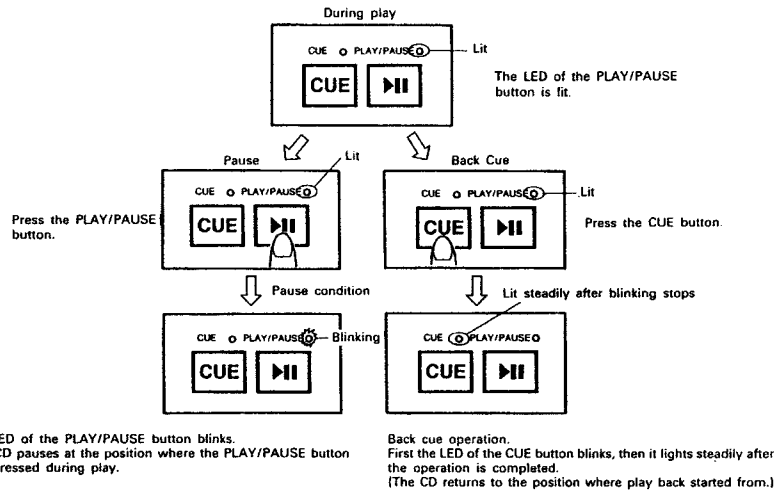 During play
CUE PLAY/PAUSE Lit
CUE
The LED of the PLAY/PAUSE
button is fit.
Pause Lit
CUE PLAY/PAUSE
Press the PLAY/PAUSE
button.
CUE
Back Cue
CUE PLAY/PAUSE Lit
CUE
Press the CUE button.
Pause condition
CUE PLAY/PAUSE Blinking
CUE
Lit steadily after blinking stops
CUE PLAY/PAUSE
CUE
LED of the PLAY/PAUSE button blinks.
CD pauses at the position where the PLAY/PAUSE button
ressed during play.
Back cue operation.
First the LED of the CUE button blinks, then it lights steadily after
the operation is completed.
(The CD returns to the position where play back started from.)